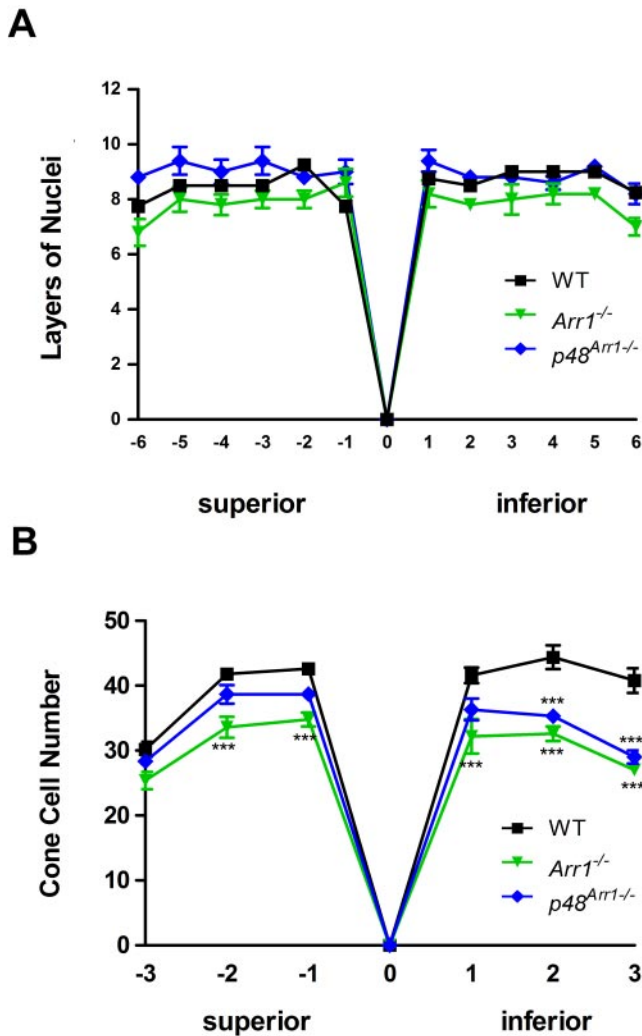 A
Layers of Nuclei
12
10
8
6
4
2
0
-6 -5 -4 -3 -2 -1 0 1 2 3 4 5 6
superior inferior
WT
Arr1-/-
p48Arr1-/-
B
Cone Cell Number
50
40
30
20
10
0
*** *** *** *** *** *** ***
-3 -2 -1 0 1 2 3
superior inferior
WT
Arr1-/-
p48Arr1-/-